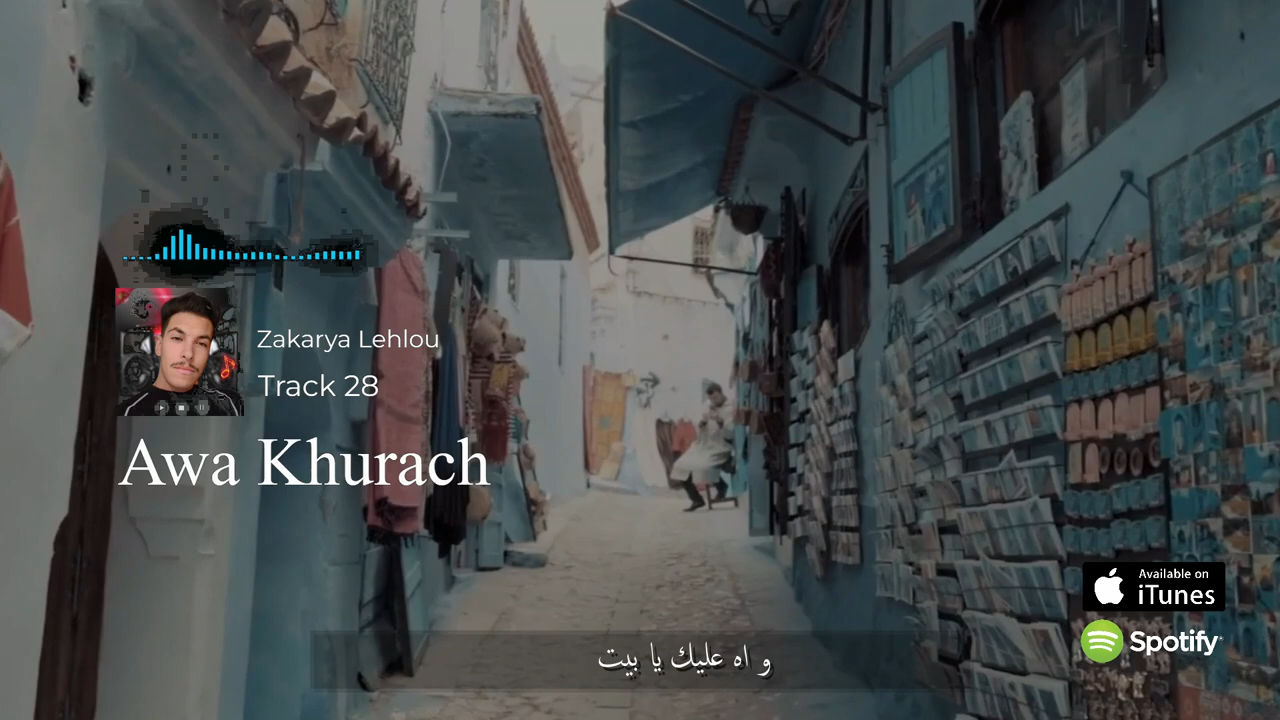 Zakarya Lehlou
Track 28
Awa Khurach
Available on
iTunes
Spotify
و اه عليك يا بيت